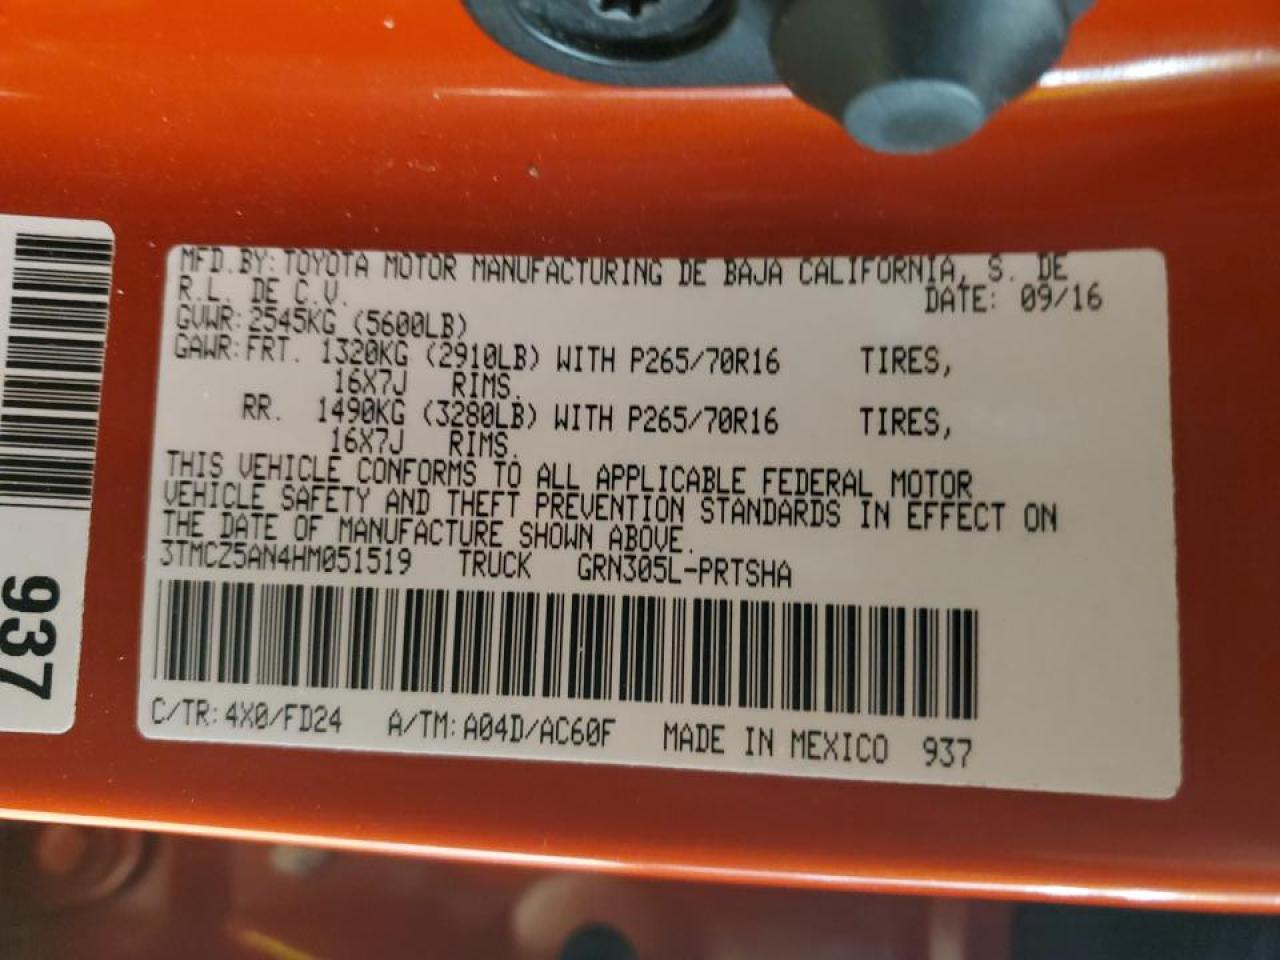 MFD.BY:TOYOTA MOTOR MANUFACTURING DE BAJA CALIFORNIA, S. DE
R.L. DE C.V. DATE: 09/16
GVWR:2545KG (5600LB)
GAWR:FRT. 1320KG (2910LB) WITH P265/70R16 TIRES,
16X7J RIMS.
RR. 1490KG (3280LB) WITH P265/70R16 TIRES,
16X7J RIMS.
THIS VEHICLE CONFORMS TO ALL APPLICABLE FEDERAL MOTOR
VEHICLE SAFETY AND THEFT PREVENTION STANDARDS IN EFFECT ON
THE DATE OF MANUFACTURE SHOWN ABOVE.
3TMCZ5AN4HM051519 TRUCK GRN305L-PRTSHA
C/TR:4X0/FD24 A/TM:A04D/AC60F MADE IN MEXICO 937
937